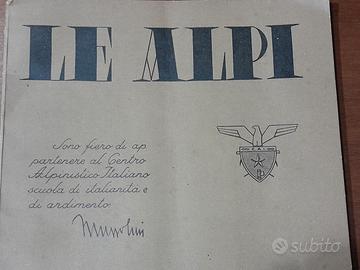 LE ALPI
Sono fiero di ap
partenere al Centro
Alpinistico Italiano
scuola di italianità e
di ardimento
Mussolini
subito